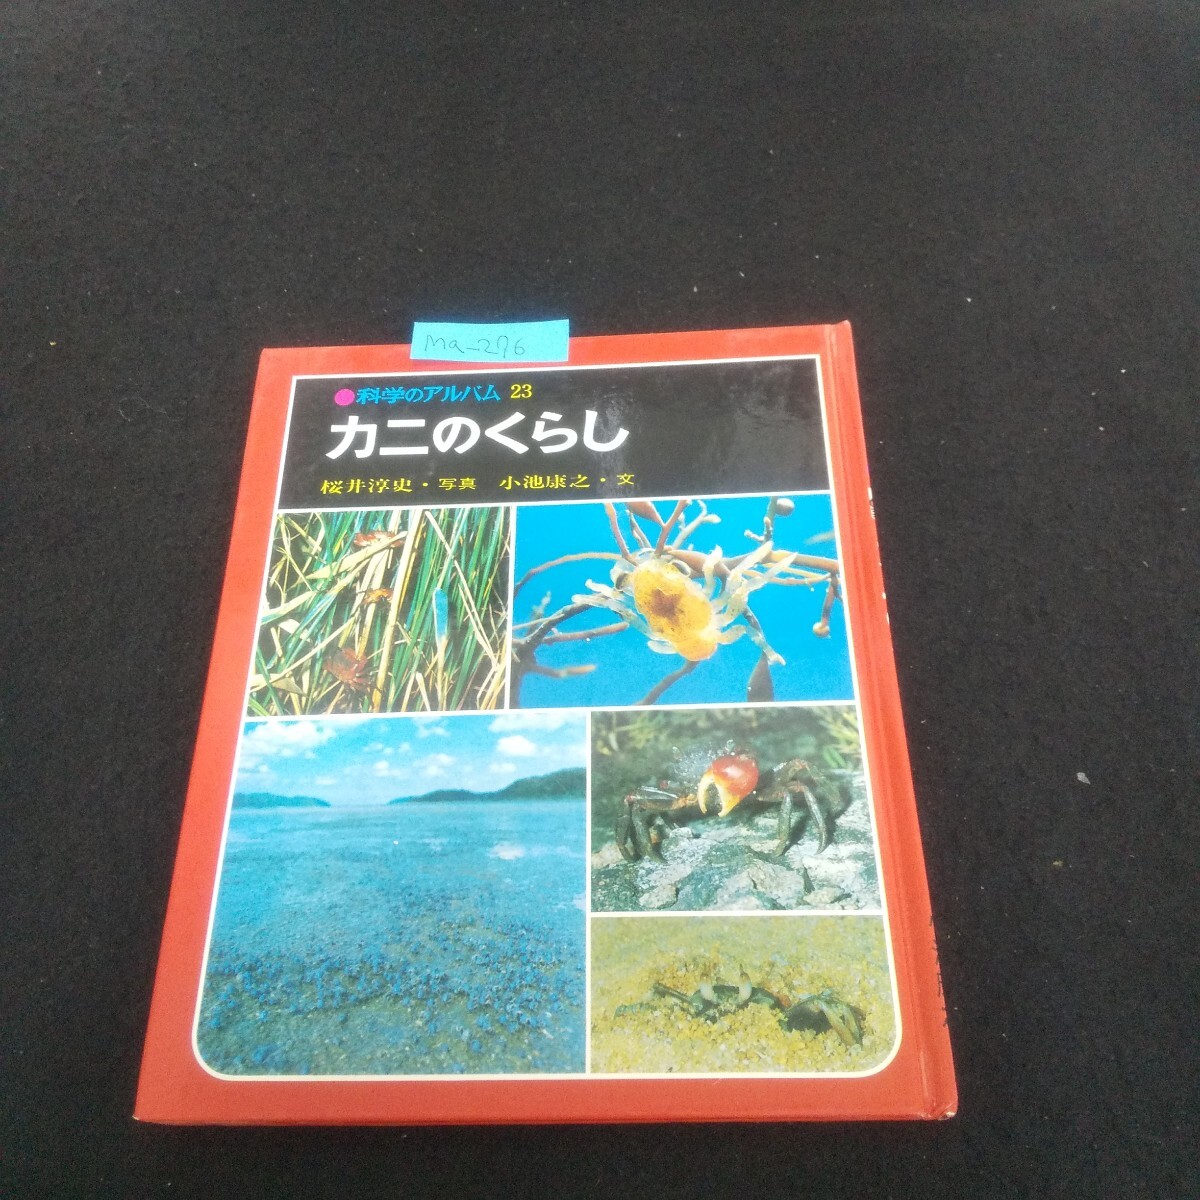 Ma-276
●科学のアルバム 23
カニのくらし
桜井淳史・写真 小池康之・文